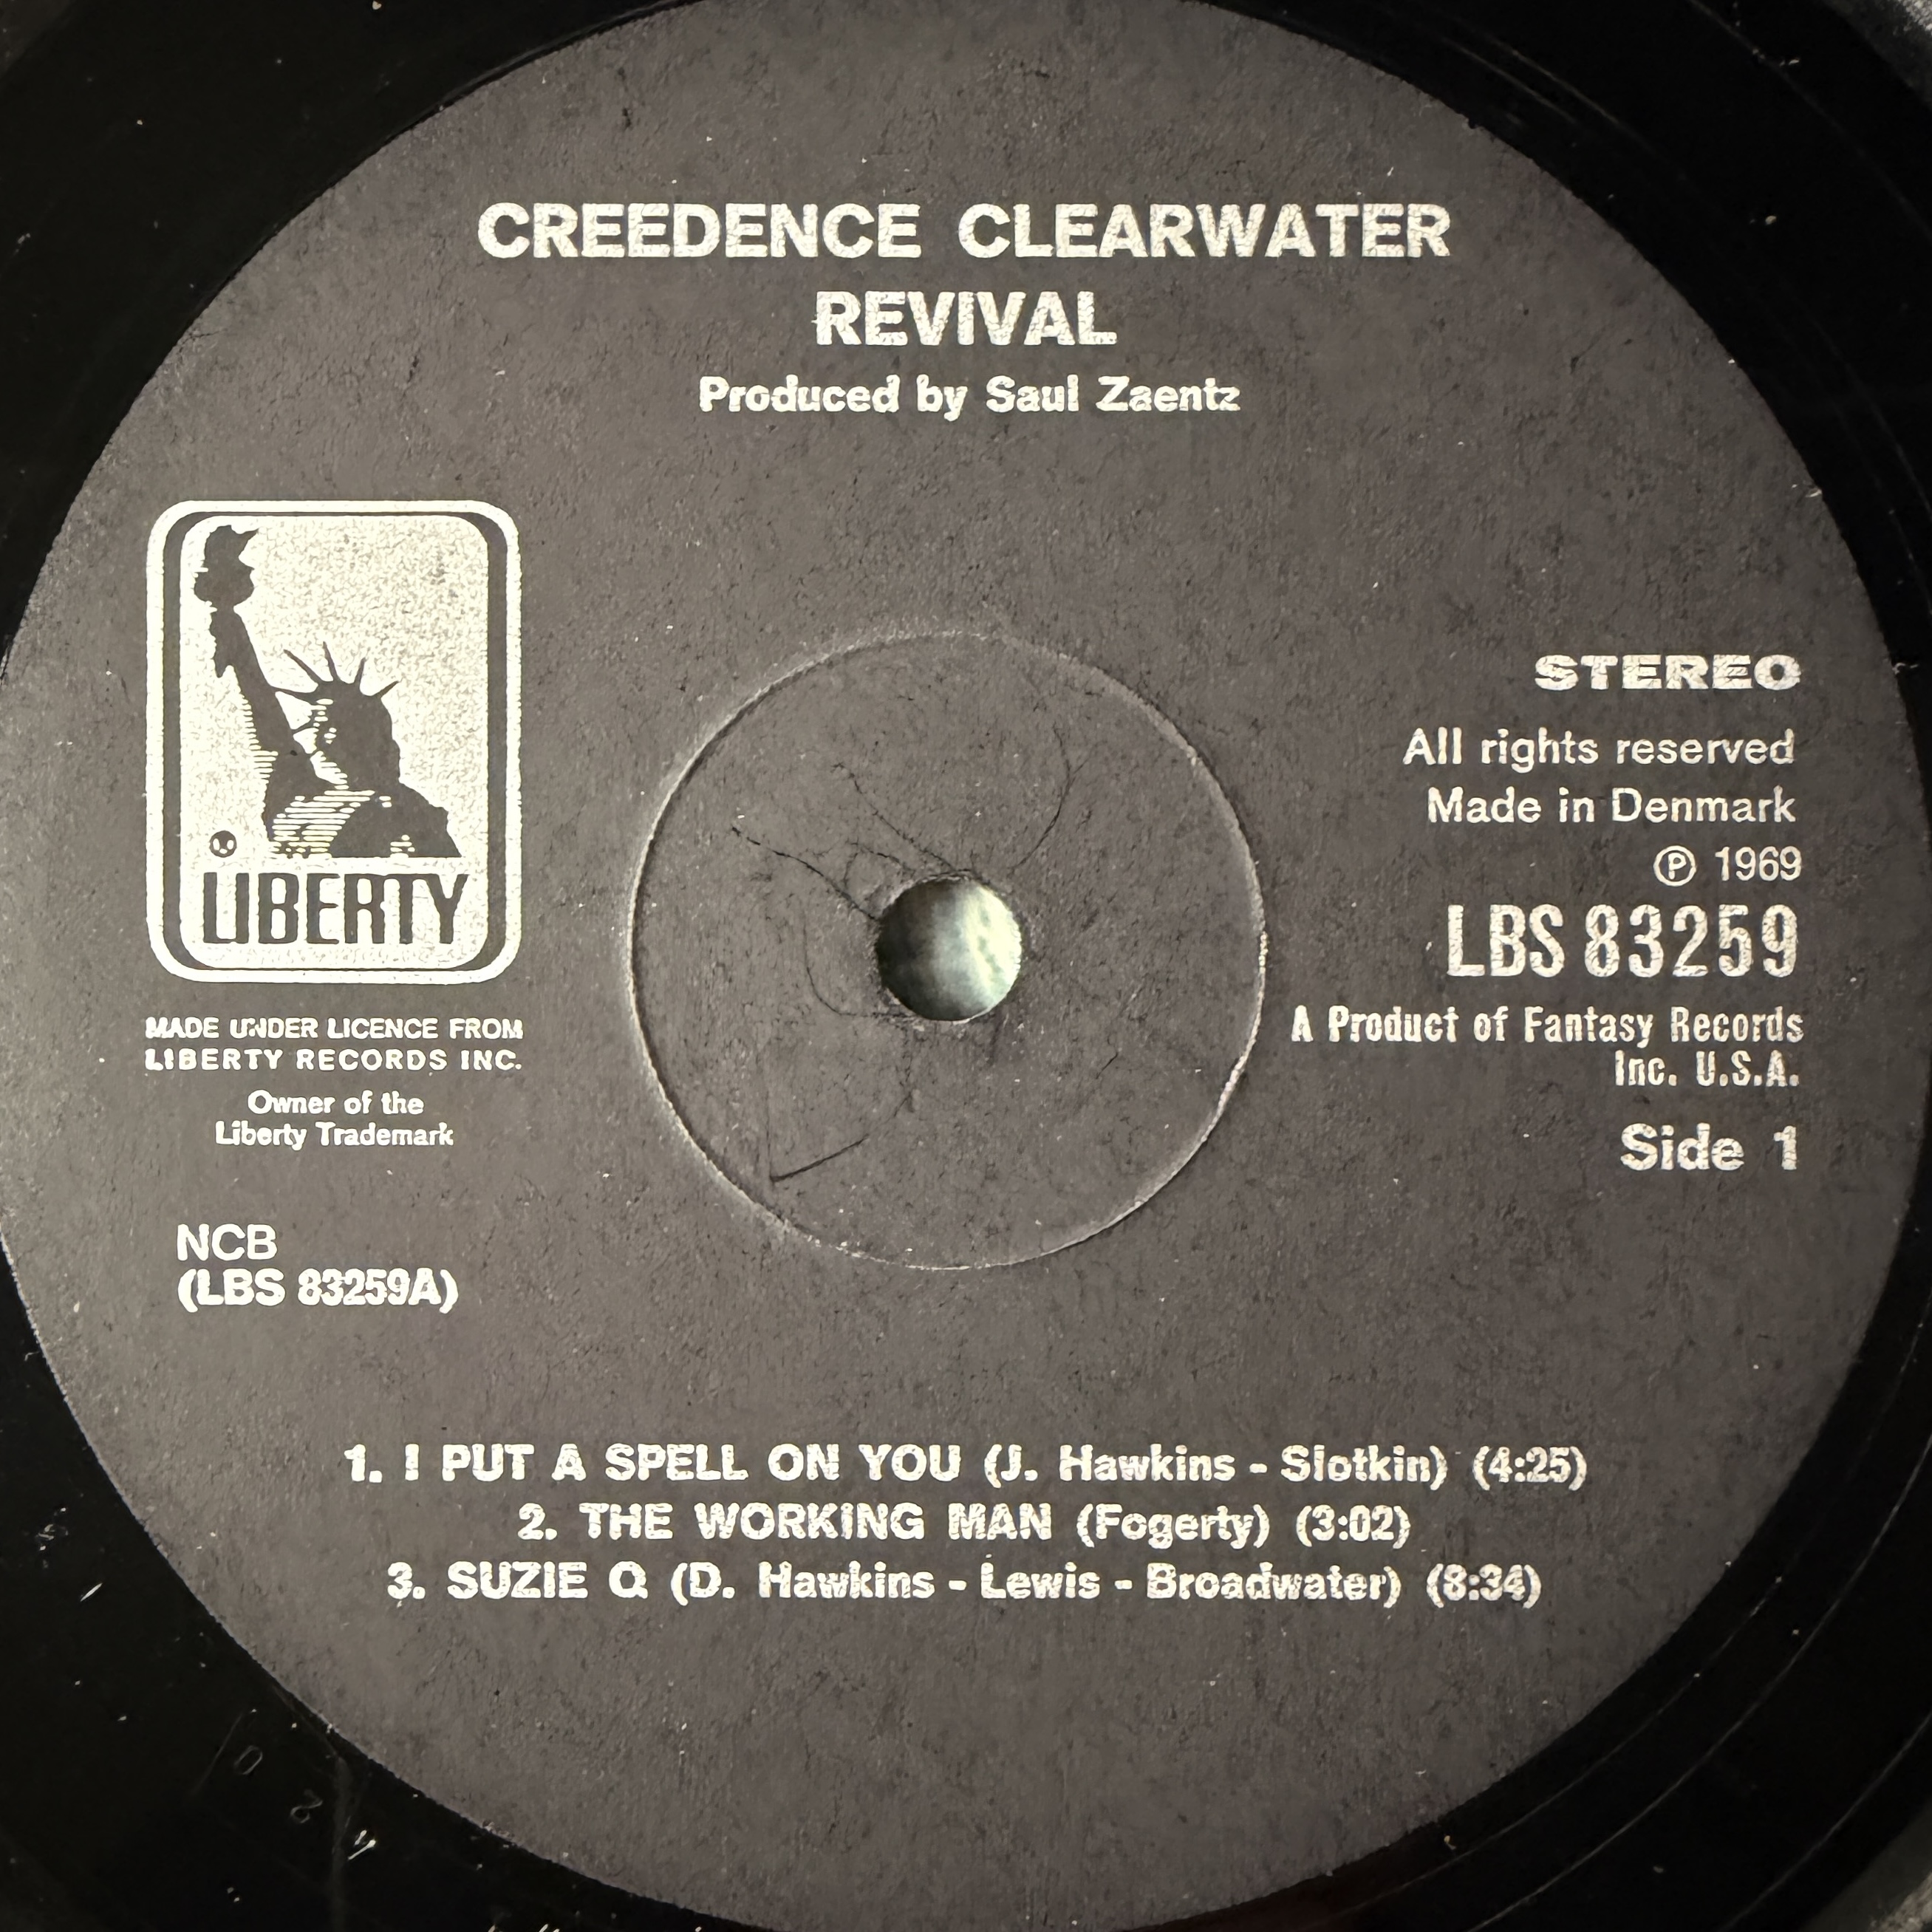 CREEDENCE CLEARWATER
REVIVAL
Produced by Saul Zaentz
LIBERTY
MADE UNDER LICENCE FROM
LIBERTY RECORDS INC.
Owner of the
Liberty Trademark
NCB
(LBS 83259A)
STEREO
All rights reserved
Made in Denmark
℗ 1969
LBS 83259
A Product of Fantasy Records
Inc. U.S.A.
Side 1
1. I PUT A SPELL ON YOU (J. Hawkins - Slotkin) (4:25)
2. THE WORKING MAN (Fogerty) (3:02)
3. SUZIE Q (D. Hawkins - Lewis - Broadwater) (8:34)